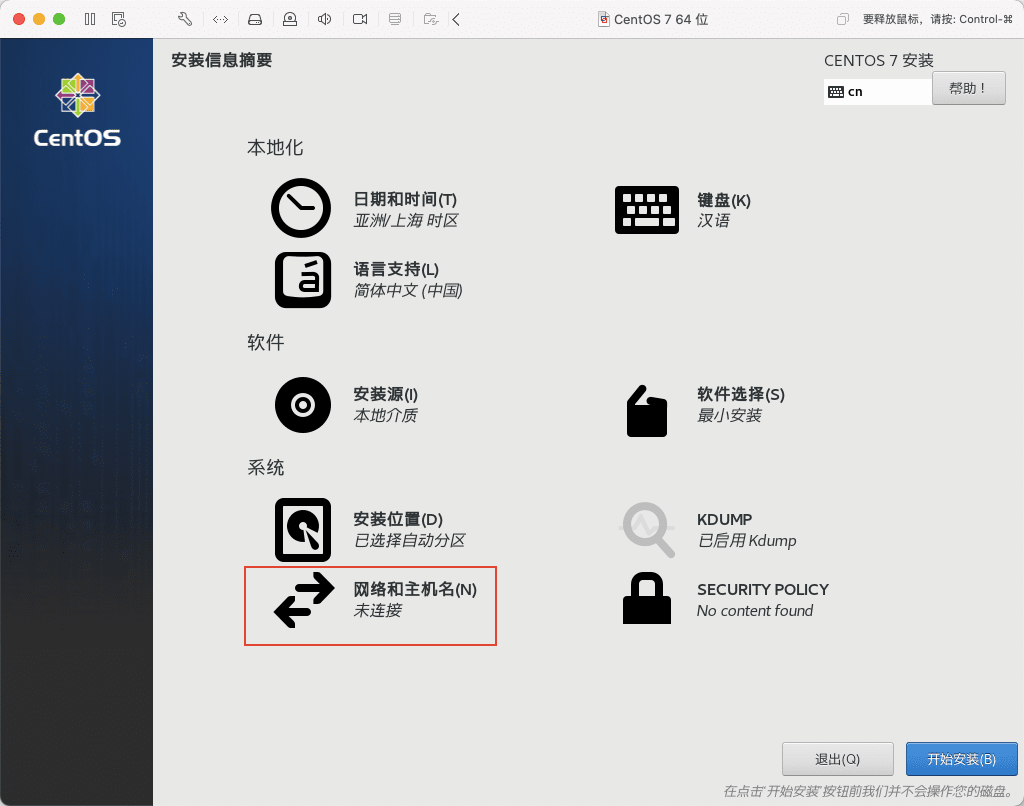 CentOS 7 64 位
要释放鼠标，请按: Control-⌘
安装信息摘要
CENTOS 7 安装
cn
帮助！
CentOS
本地化
日期和时间(T)
亚洲/上海 时区
键盘(K)
汉语
语言支持(L)
简体中文 (中国)
软件
安装源(I)
本地介质
软件选择(S)
最小安装
系统
安装位置(D)
已选择自动分区
KDUMP
已启用 Kdump
网络和主机名(N)
未连接
SECURITY POLICY
No content found
退出(Q)
开始安装(B)
在点击'开始安装'按钮前我们并不会操作您的磁盘。